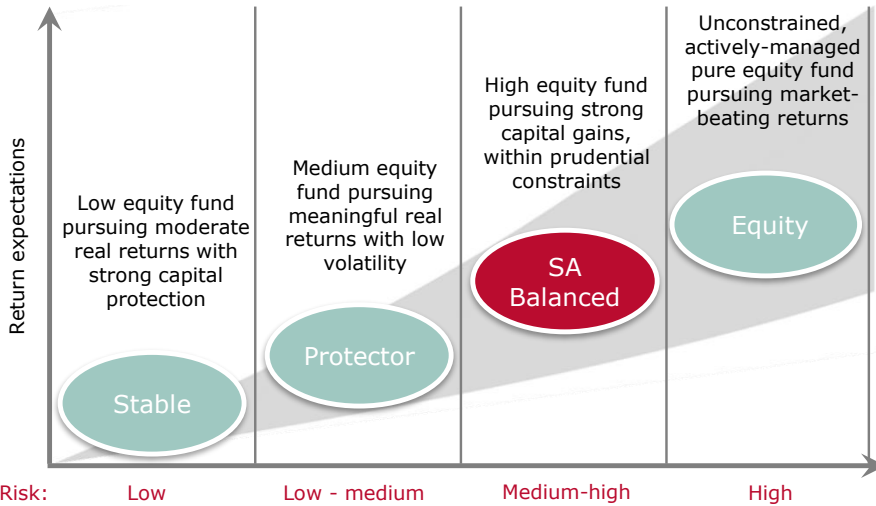 Return expectations
Low equity fund
pursuing moderate
real returns with
strong capital
protection
Stable
Medium equity
fund pursuing
meaningful real
returns with low
volatility
Protector
High equity fund
pursuing strong
capital gains,
within prudential
constraints
SA
Balanced
Unconstrained,
actively-managed
pure equity fund
pursuing market-
beating returns
Equity
Risk:
Low
Low - medium
Medium-high
High